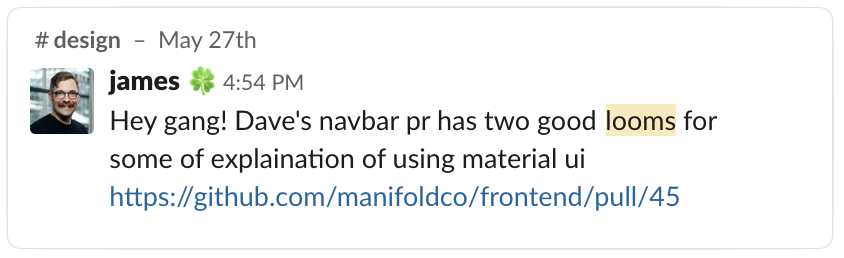 # design – May 27th
james 🍀 4:54 PM
Hey gang! Dave's navbar pr has two good looms for
some of explaination of using material ui
https://github.com/manifoldco/frontend/pull/45